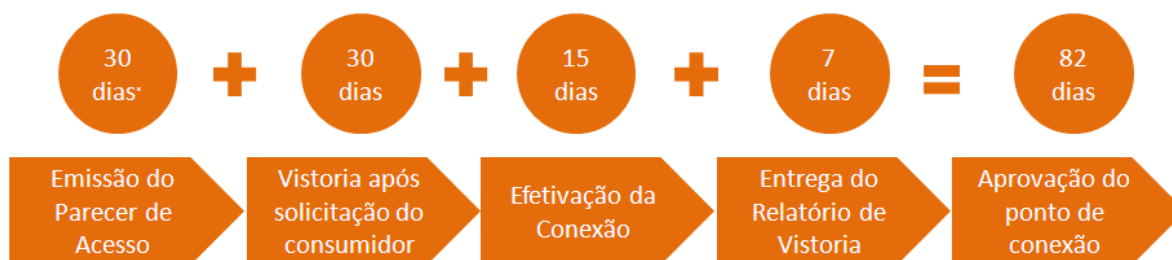 30
dias*
+
30
dias
+
15
dias
+
7
dias
=
82
dias
Emissão do
Parecer de
Acesso
Vistoria após
solicitação do
consumidor
Efetivação da
Conexão
Entrega do
Relatório de
Vistoria
Aprovação do
ponto de
conexão